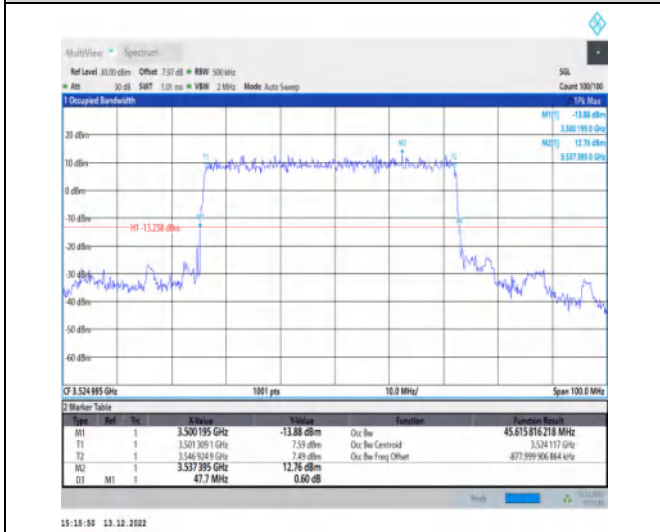 MultiView Spectrum
Ref Level 30.00 dBm Offset 7.97 dB RBW 500 kHz SGL
Att 30 dB SWT 1.01 ms VBW 2 MHz Mode Auto Sweep Count 100/100
1 Occupied Bandwidth 1Pk Max
M1[1] -13.88 dBm
3.500 195 0 GHz
20 dBm M2[1] 12.76 dBm
3.537 395 0 GHz
T1 M2 T2
10 dBm
0 dBm
-10 dBm
M1
H1 -13.238 dBm
-20 dBm
-30 dBm
-40 dBm
-50 dBm
-60 dBm
CF 3.524 995 GHz 1001 pts 10.0 MHz/ Span 100.0 MHz
2 Marker Table
Type Ref Trc X-Value Y-Value Function Function Result
M1 1 3.500195 GHz -13.88 dBm Occ Bw 45.615 816 218 MHz
T1 1 3.501 309 1 GHz 7.59 dBm Occ Bw Centroid 3.524 117 GHz
T2 1 3.546 924 9 GHz 7.49 dBm Occ Bw Freq Offset -877.999 906 864 kHz
M2 1 3.537395 GHz 12.76 dBm
D3 M1 1 47.7 MHz 0.60 dB
Ready
15:15:50 13.12.2022